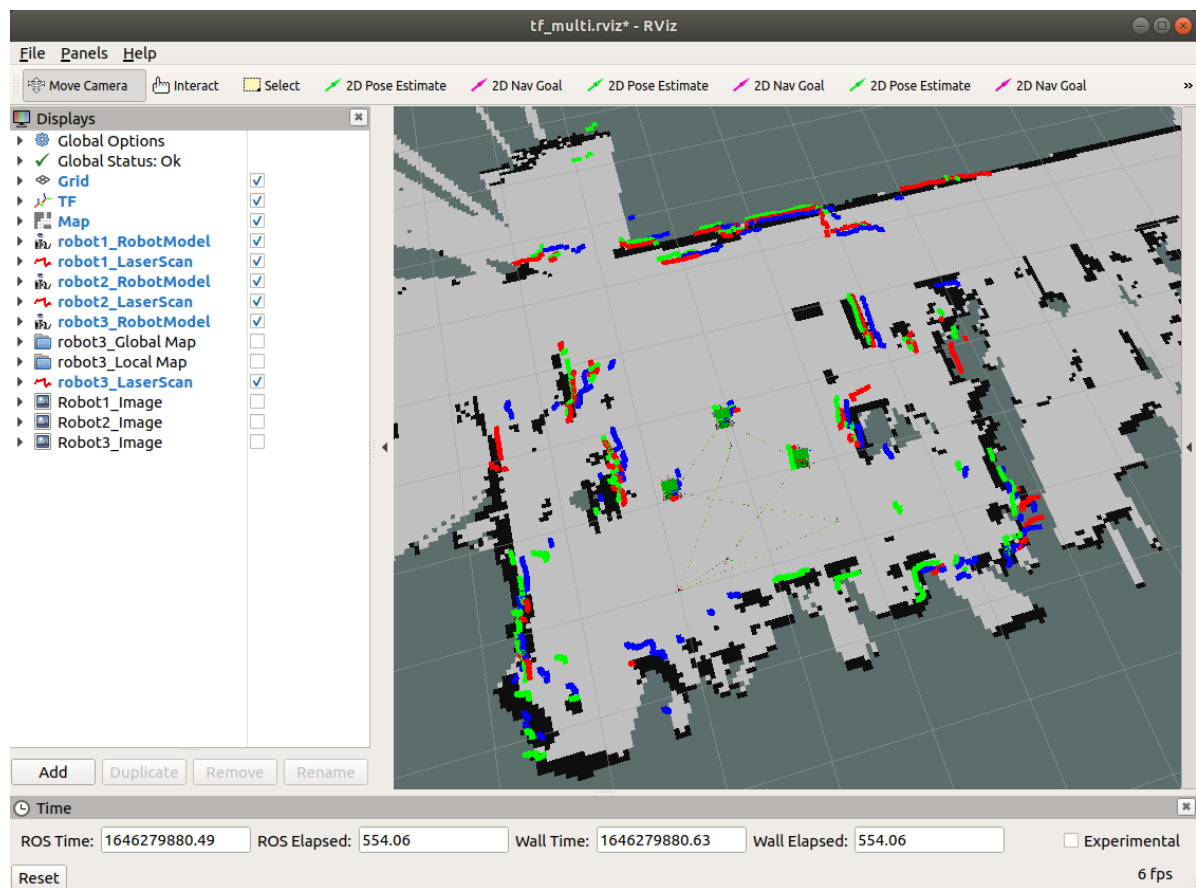 tf_multi.rviz* - RViz
File Panels Help
Move Camera Interact Select 2D Pose Estimate 2D Nav Goal 2D Pose Estimate 2D Nav Goal 2D Pose Estimate 2D Nav Goal »
Displays
Global Options
Global Status: Ok
Grid
TF
Map
robot1_RobotModel
robot1_LaserScan
robot2_RobotModel
robot2_LaserScan
robot3_RobotModel
robot3_Global Map
robot3_Local Map
robot3_LaserScan
Robot1_Image
Robot2_Image
Robot3_Image
Add Duplicate Remove Rename
Time
ROS Time: 1646279880.49 ROS Elapsed: 554.06 Wall Time: 1646279880.63 Wall Elapsed: 554.06 Experimental
Reset 6 fps